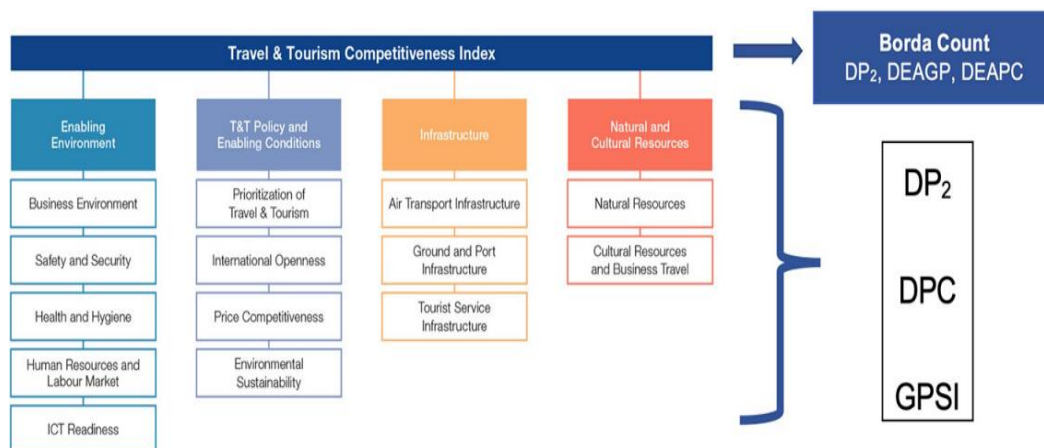 Travel & Tourism Competitiveness Index
Borda Count
DP₂, DEAGP, DEAPC
Enabling
Environment
Business Environment
Safety and Security
Health and Hygiene
Human Resources and
Labour Market
ICT Readiness
T&T Policy and
Enabling Conditions
Prioritization of
Travel & Tourism
International Openness
Price Competitiveness
Environmental
Sustainability
Infrastructure
Air Transport Infrastructure
Ground and Port
Infrastructure
Tourist Service
Infrastructure
Natural and
Cultural Resources
Natural Resources
Cultural Resources
and Business Travel
DP₂
DPC
GPSI